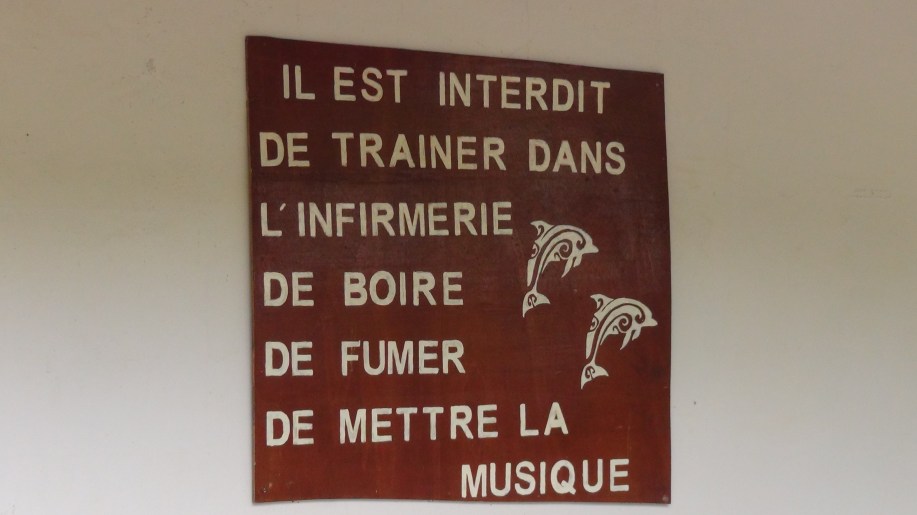 IL EST INTERDIT
DE TRAINER DANS
L'INFIRMERIE
DE BOIRE
DE FUMER
DE METTRE LA
MUSIQUE